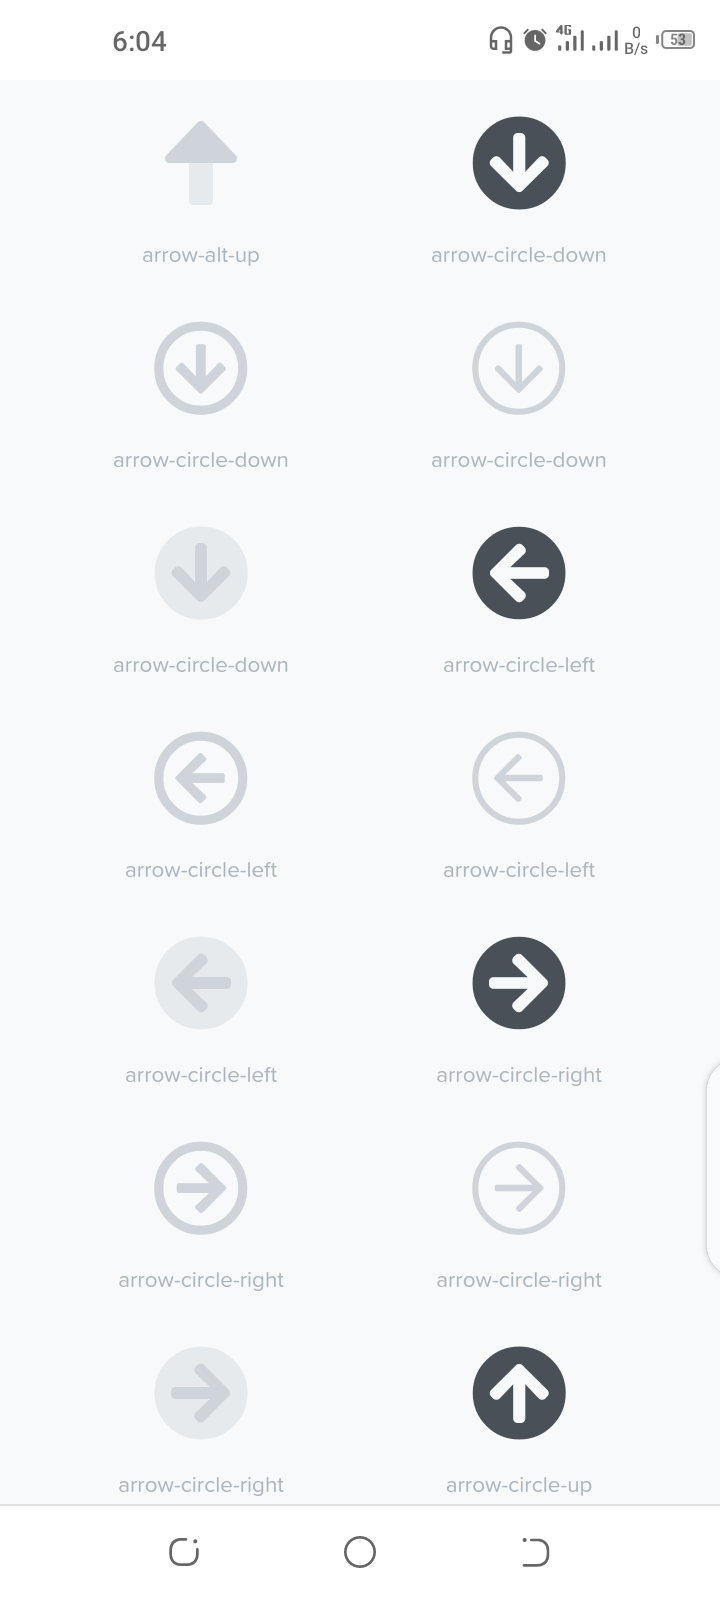 6:04
4G
0
B/s
53
arrow-alt-up
arrow-circle-down
arrow-circle-down
arrow-circle-down
arrow-circle-down
arrow-circle-left
arrow-circle-left
arrow-circle-left
arrow-circle-left
arrow-circle-right
arrow-circle-right
arrow-circle-right
arrow-circle-right
arrow-circle-up